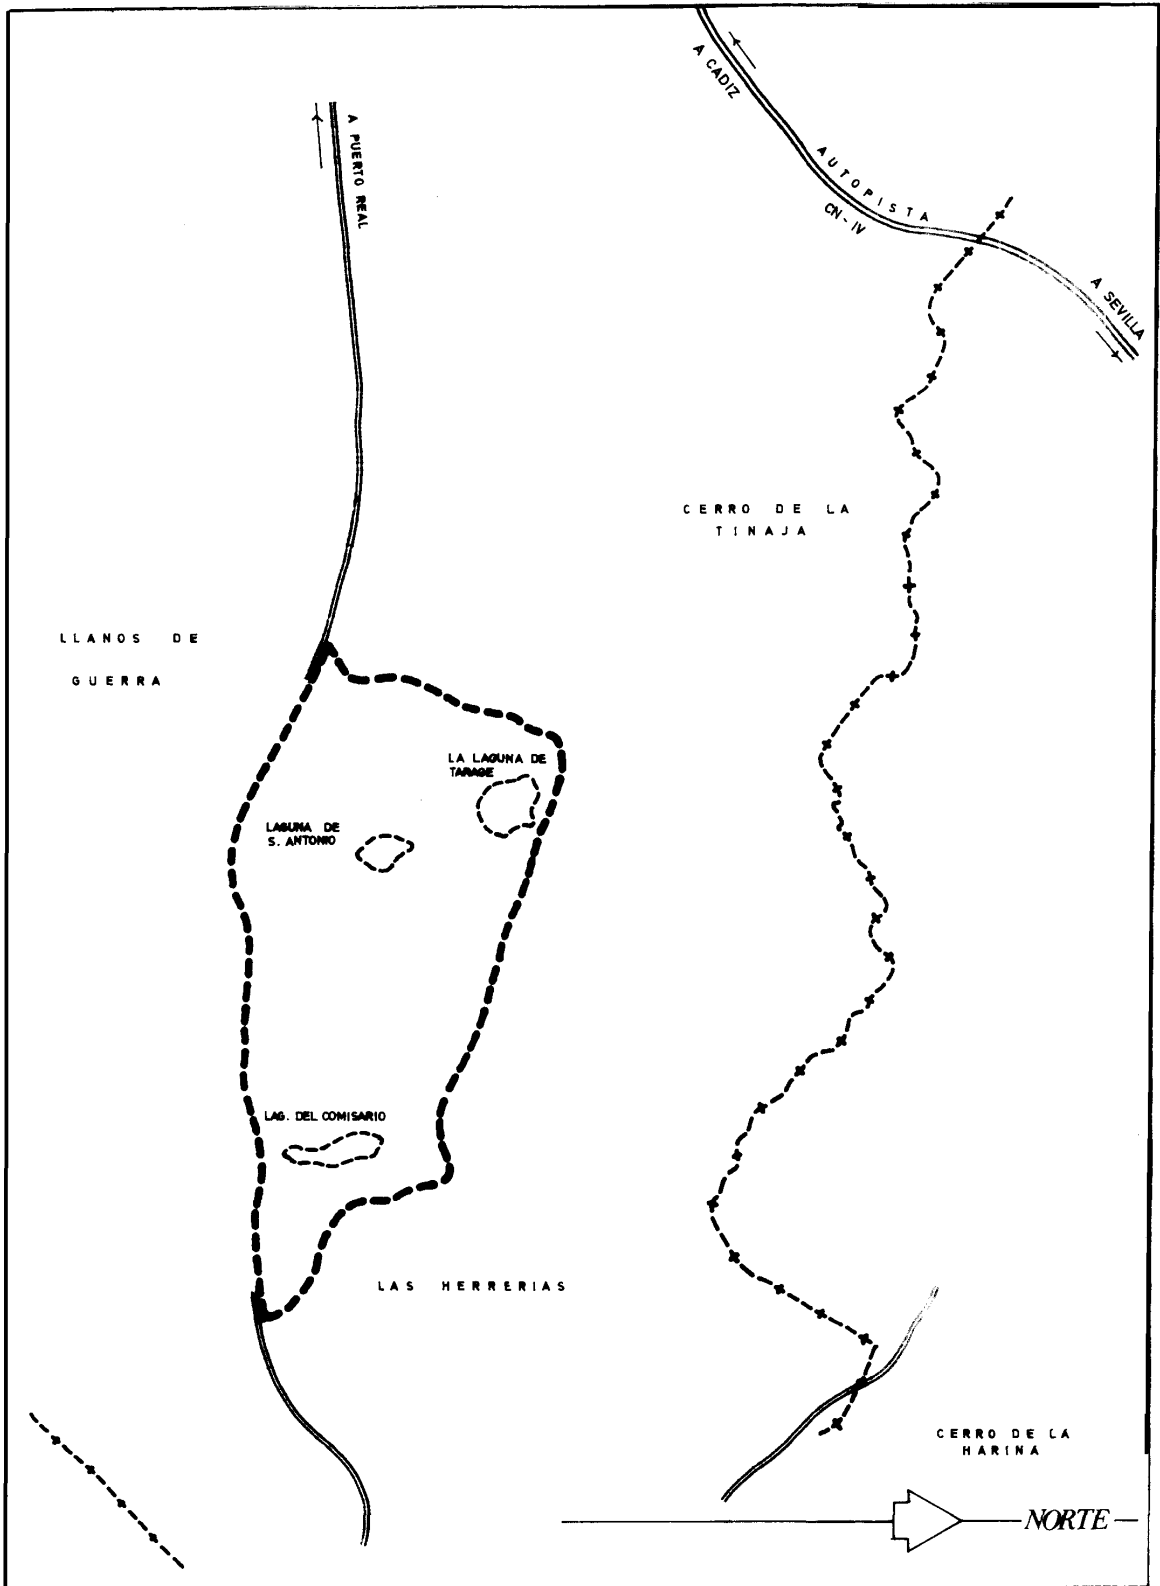 A CADIZ
A PUERTO REAL
AUTOPISTA
CN-IV
A SEVILLA
CERRO DE LA
TINAJA
LLANOS DE
GUERRA
LA LAGUNA DE
TARAGE
LAGUNA DE
S. ANTONIO
LAG. DEL COMISARIO
LAS HERRERIAS
CERRO DE LA
HARINA
NORTE